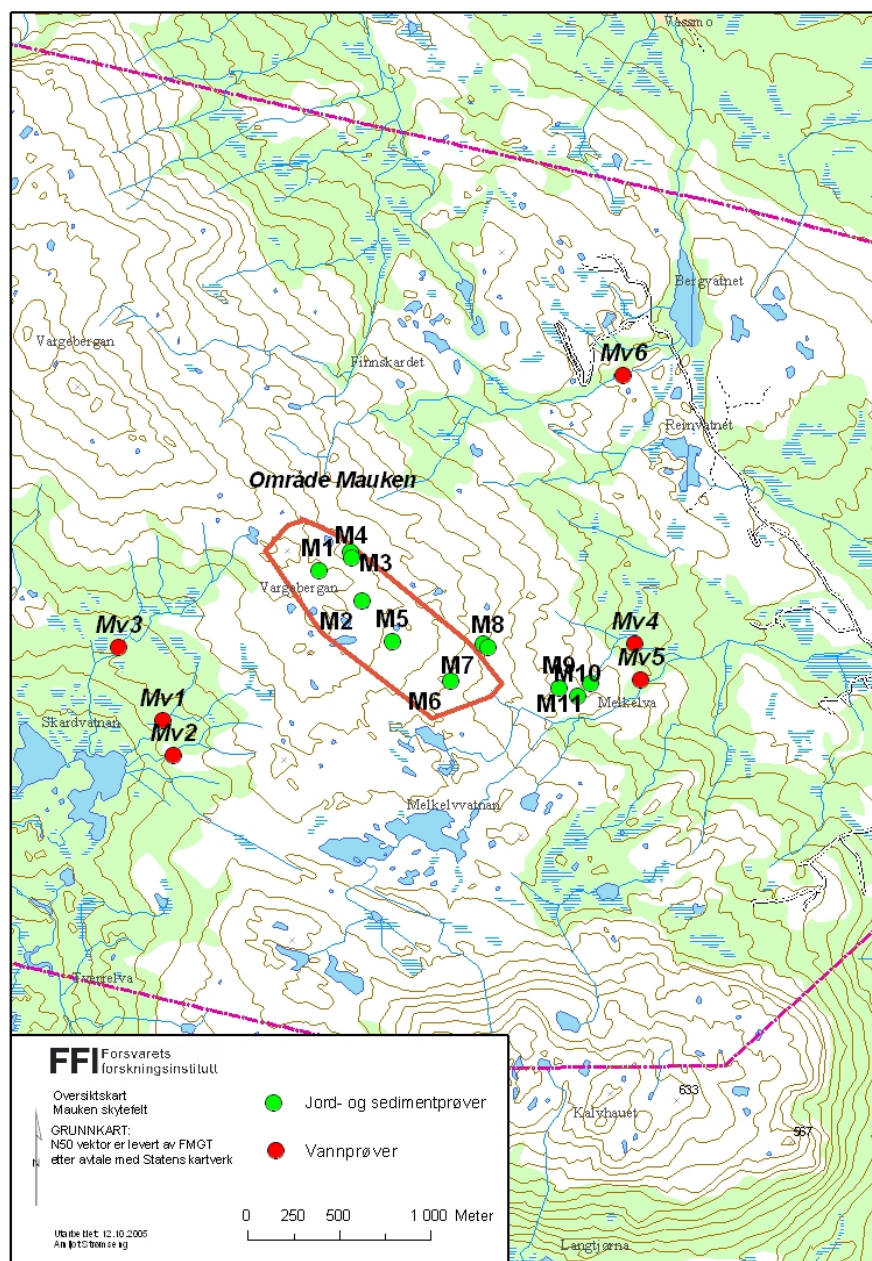 Vassmo
Bergvatnet
Vargebergan
Finnskardet
Mv6
Reinvatnet
Område Mauken
M4
M1
M3
Vargebergan
M2
M5
Mv3
M8
Mv4
M7
M9
M10
Mv5
M6
M11
Melkelva
Mv1
Skardvatnan
Mv2
Melkelvvatnan
Tverrelva
FFI Forsvarets
forskningsinstitutt
Oversiktskart
Mauken skytefelt
GRUNNKART:
N50 vektor er levert av FMGT
etter avtale med Statens kartverk
N
Jord- og sedimentprøver
Vannprøver
0 250 500 1 000 Meter
Utarbeidet: 12.10.2005
633
Kalvhauet
567
Langtjørna